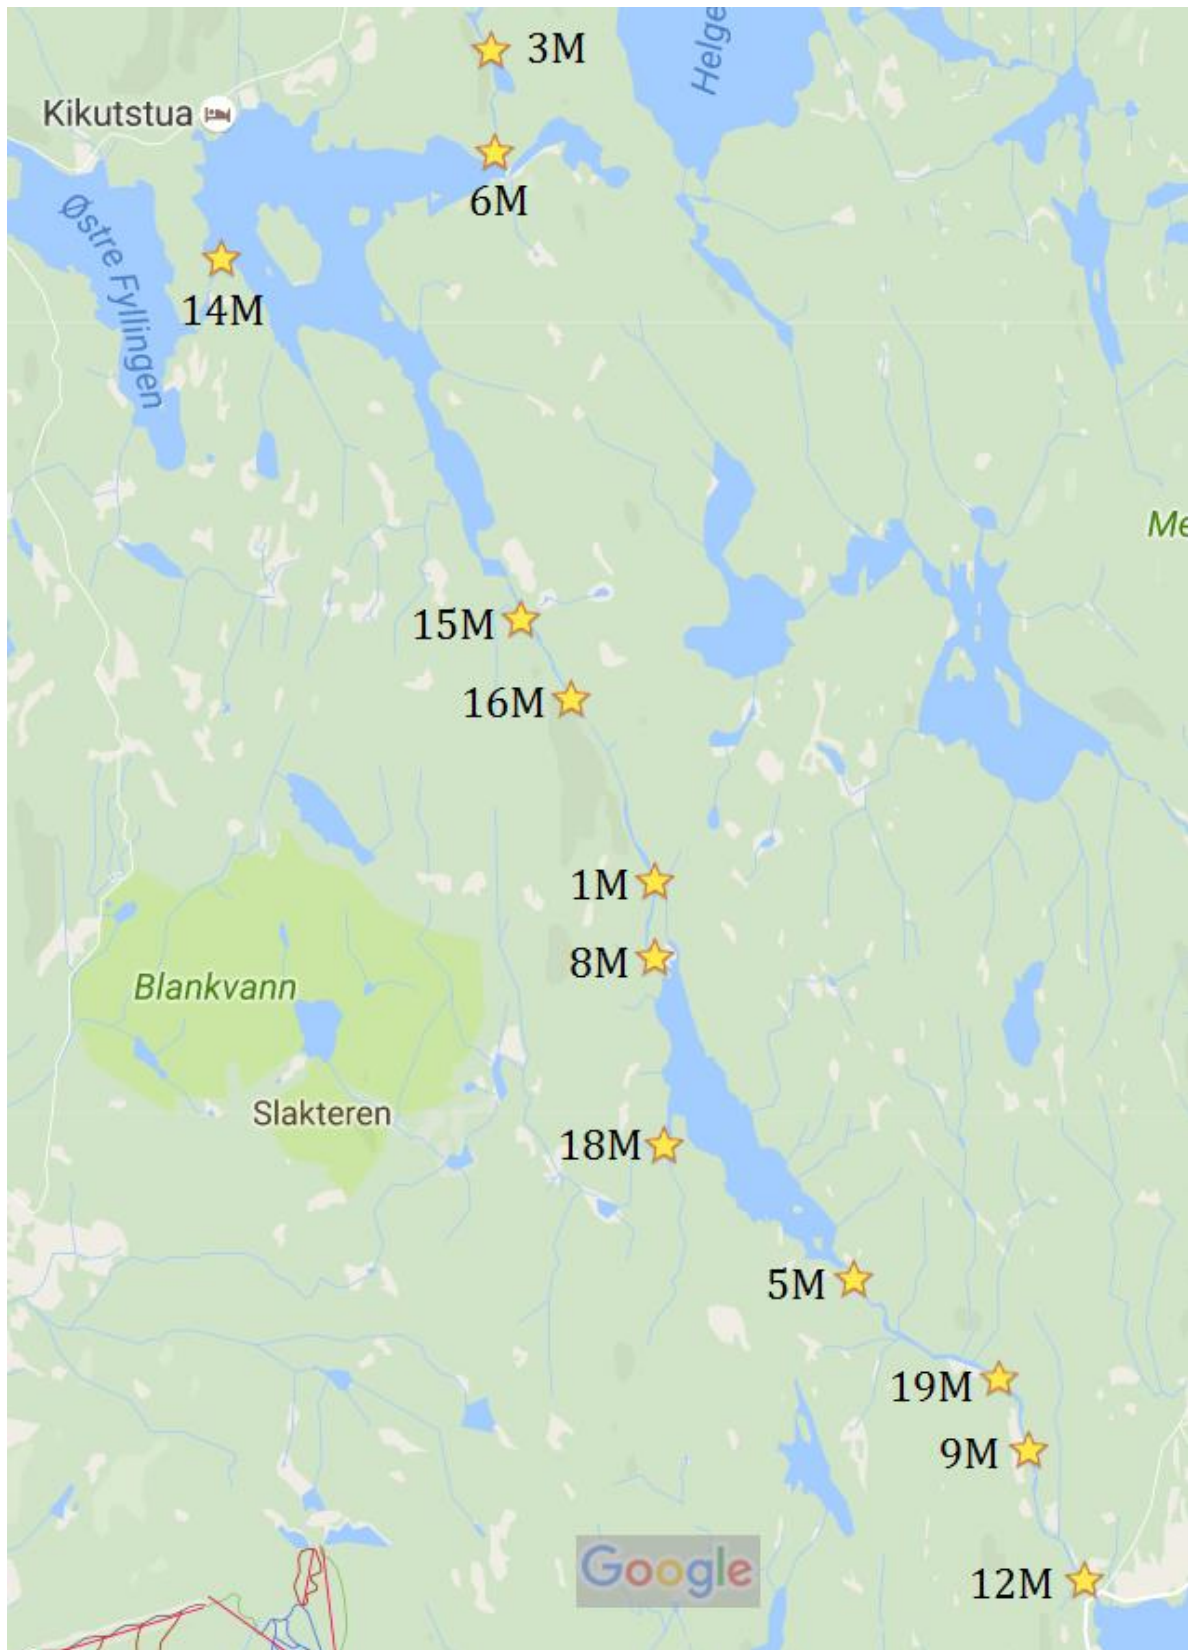 3M
Helge
Kikutstua
6M
Østre Fyllingen
14M
Me
15M
16M
1M
8M
Blankvann
Slakteren
18M
5M
19M
9M
Google
12M